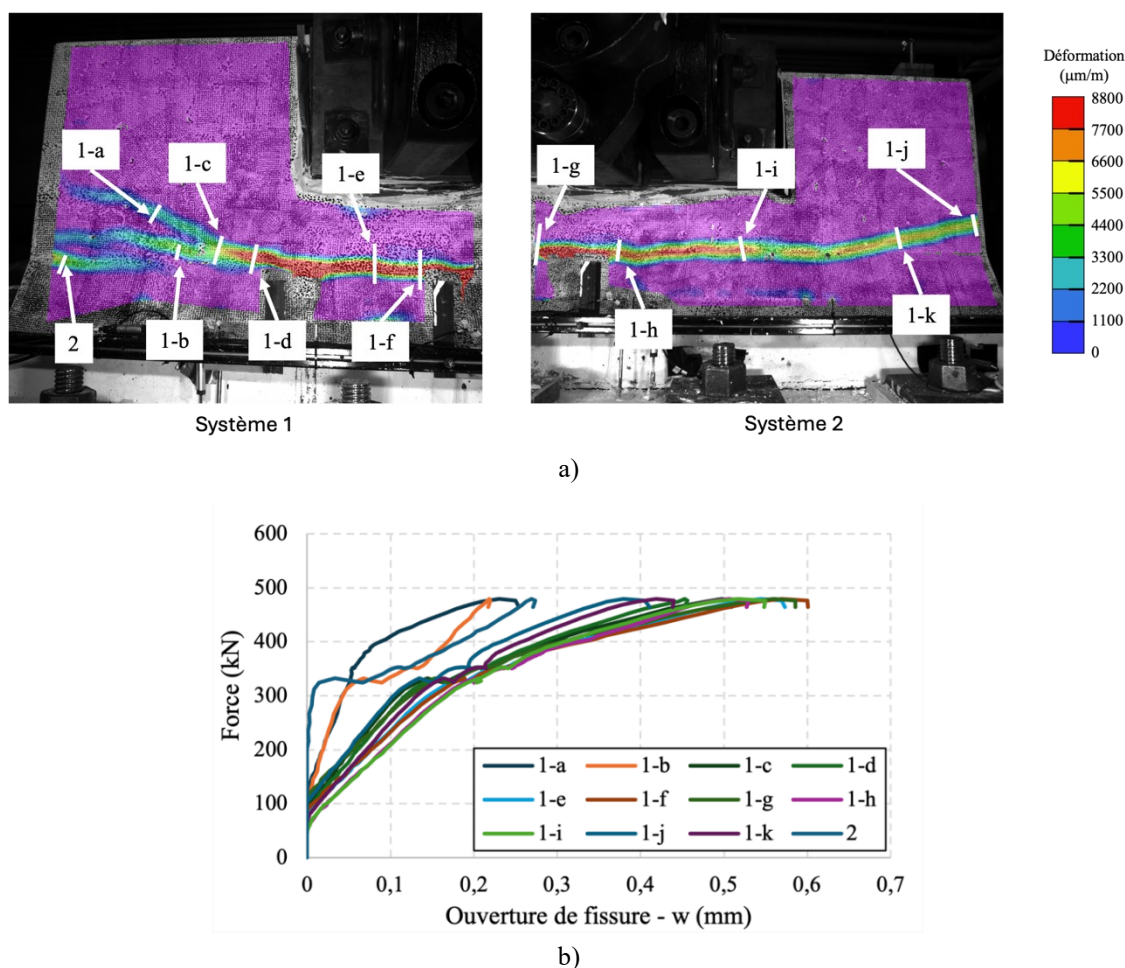 Déformation
(μm/m)
8800
7700
6600
5500
4400
3300
2200
1100
0
1-a
1-c
1-e
2
1-b
1-d
1-f
Système 1
1-g
1-i
1-j
1-h
1-k
Système 2
a)
Force (kN)
600
500
400
300
200
100
0
1-a 1-b 1-c 1-d
1-e 1-f 1-g 1-h
1-i 1-j 1-k 2
0 0,1 0,2 0,3 0,4 0,5 0,6 0,7
Ouverture de fissure - w (mm)
b)